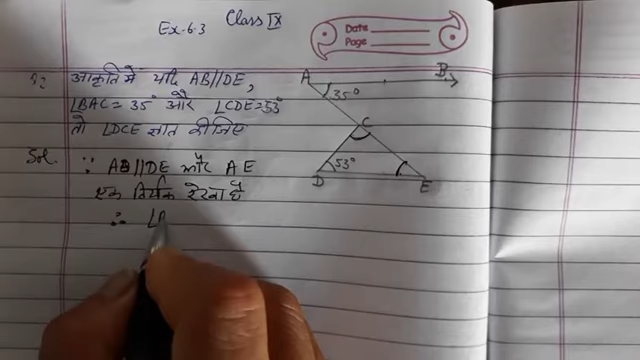 Ex-6.3 Class IX
Date
Page
आकृति में यदि AB//DE,
∠BAC = 35° और ∠CDE = 53°
तो ∠DCE ज्ञात कीजिए
Sol. ∵ AB//DE और AE
एक तिर्यक रेखा है
∴ ∠
A B
35°
C
53°
D E